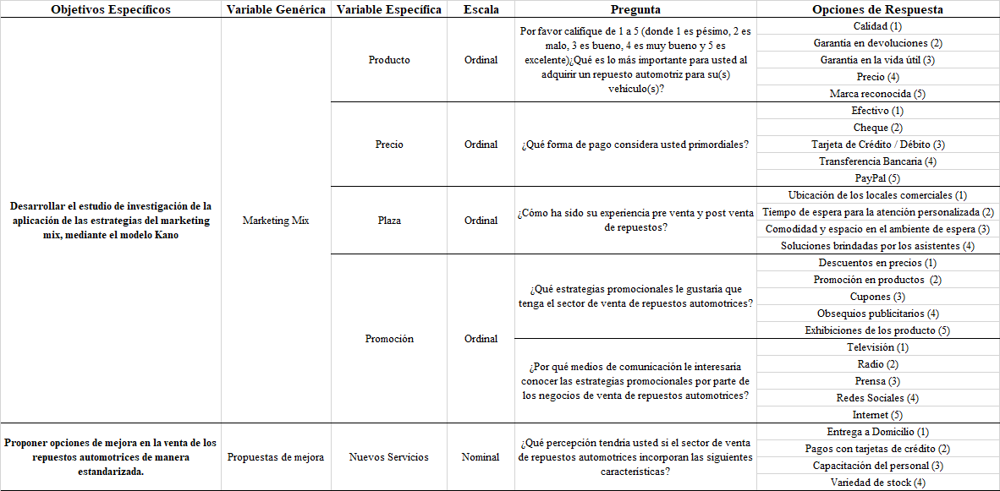 Objetivos Específicos Variable Genérica Variable Específica Escala Pregunta Opciones de Respuesta
Desarrollar el estudio de investigación de la
aplicación de las estrategias del marketing
mix, mediante el modelo Kano
Marketing Mix
Producto
Ordinal
Por favor califique de 1 a 5 (donde 1 es pésimo, 2 es
malo, 3 es bueno, 4 es muy bueno y 5 es
excelente)¿Qué es lo más importante para usted al
adquirir un repuesto automotriz para su(s)
vehículo(s)?
Calidad (1)
Garantía en devoluciones (2)
Garantía en la vida útil (3)
Precio (4)
Marca reconocida (5)
Precio
Ordinal
¿Qué forma de pago considera usted primordiales?
Efectivo (1)
Cheque (2)
Tarjeta de Crédito / Débito (3)
Transferencia Bancaria (4)
PayPal (5)
Plaza
Ordinal
¿Cómo ha sido su experiencia pre venta y post venta
de repuestos?
Ubicación de los locales comerciales (1)
Tiempo de espera para la atención personalizada (2)
Comodidad y espacio en el ambiente de espera (3)
Soluciones brindadas por los asistentes (4)
Promoción
Ordinal
¿Qué estrategias promocionales le gustaría que
tenga el sector de venta de repuestos automotrices?
Descuentos en precios (1)
Promoción en productos (2)
Cupones (3)
Obsequios publicitarios (4)
Exhibiciones de los producto (5)
¿Por qué medios de comunicación le interesaría
conocer las estrategias promocionales por parte de
los negocios de venta de repuestos automotrices?
Televisión (1)
Radio (2)
Prensa (3)
Redes Sociales (4)
Internet (5)
Proponer opciones de mejora en la venta de los
repuestos automotrices de manera
estandarizada.
Propuestas de mejora
Nuevos Servicios
Nominal
¿Qué percepción tendría usted si el sector de venta
de repuestos automotrices incorporan las siguientes
características?
Entrega a Domicilio (1)
Pagos con tarjetas de crédito (2)
Capacitación del personal (3)
Variedad de stock (4)